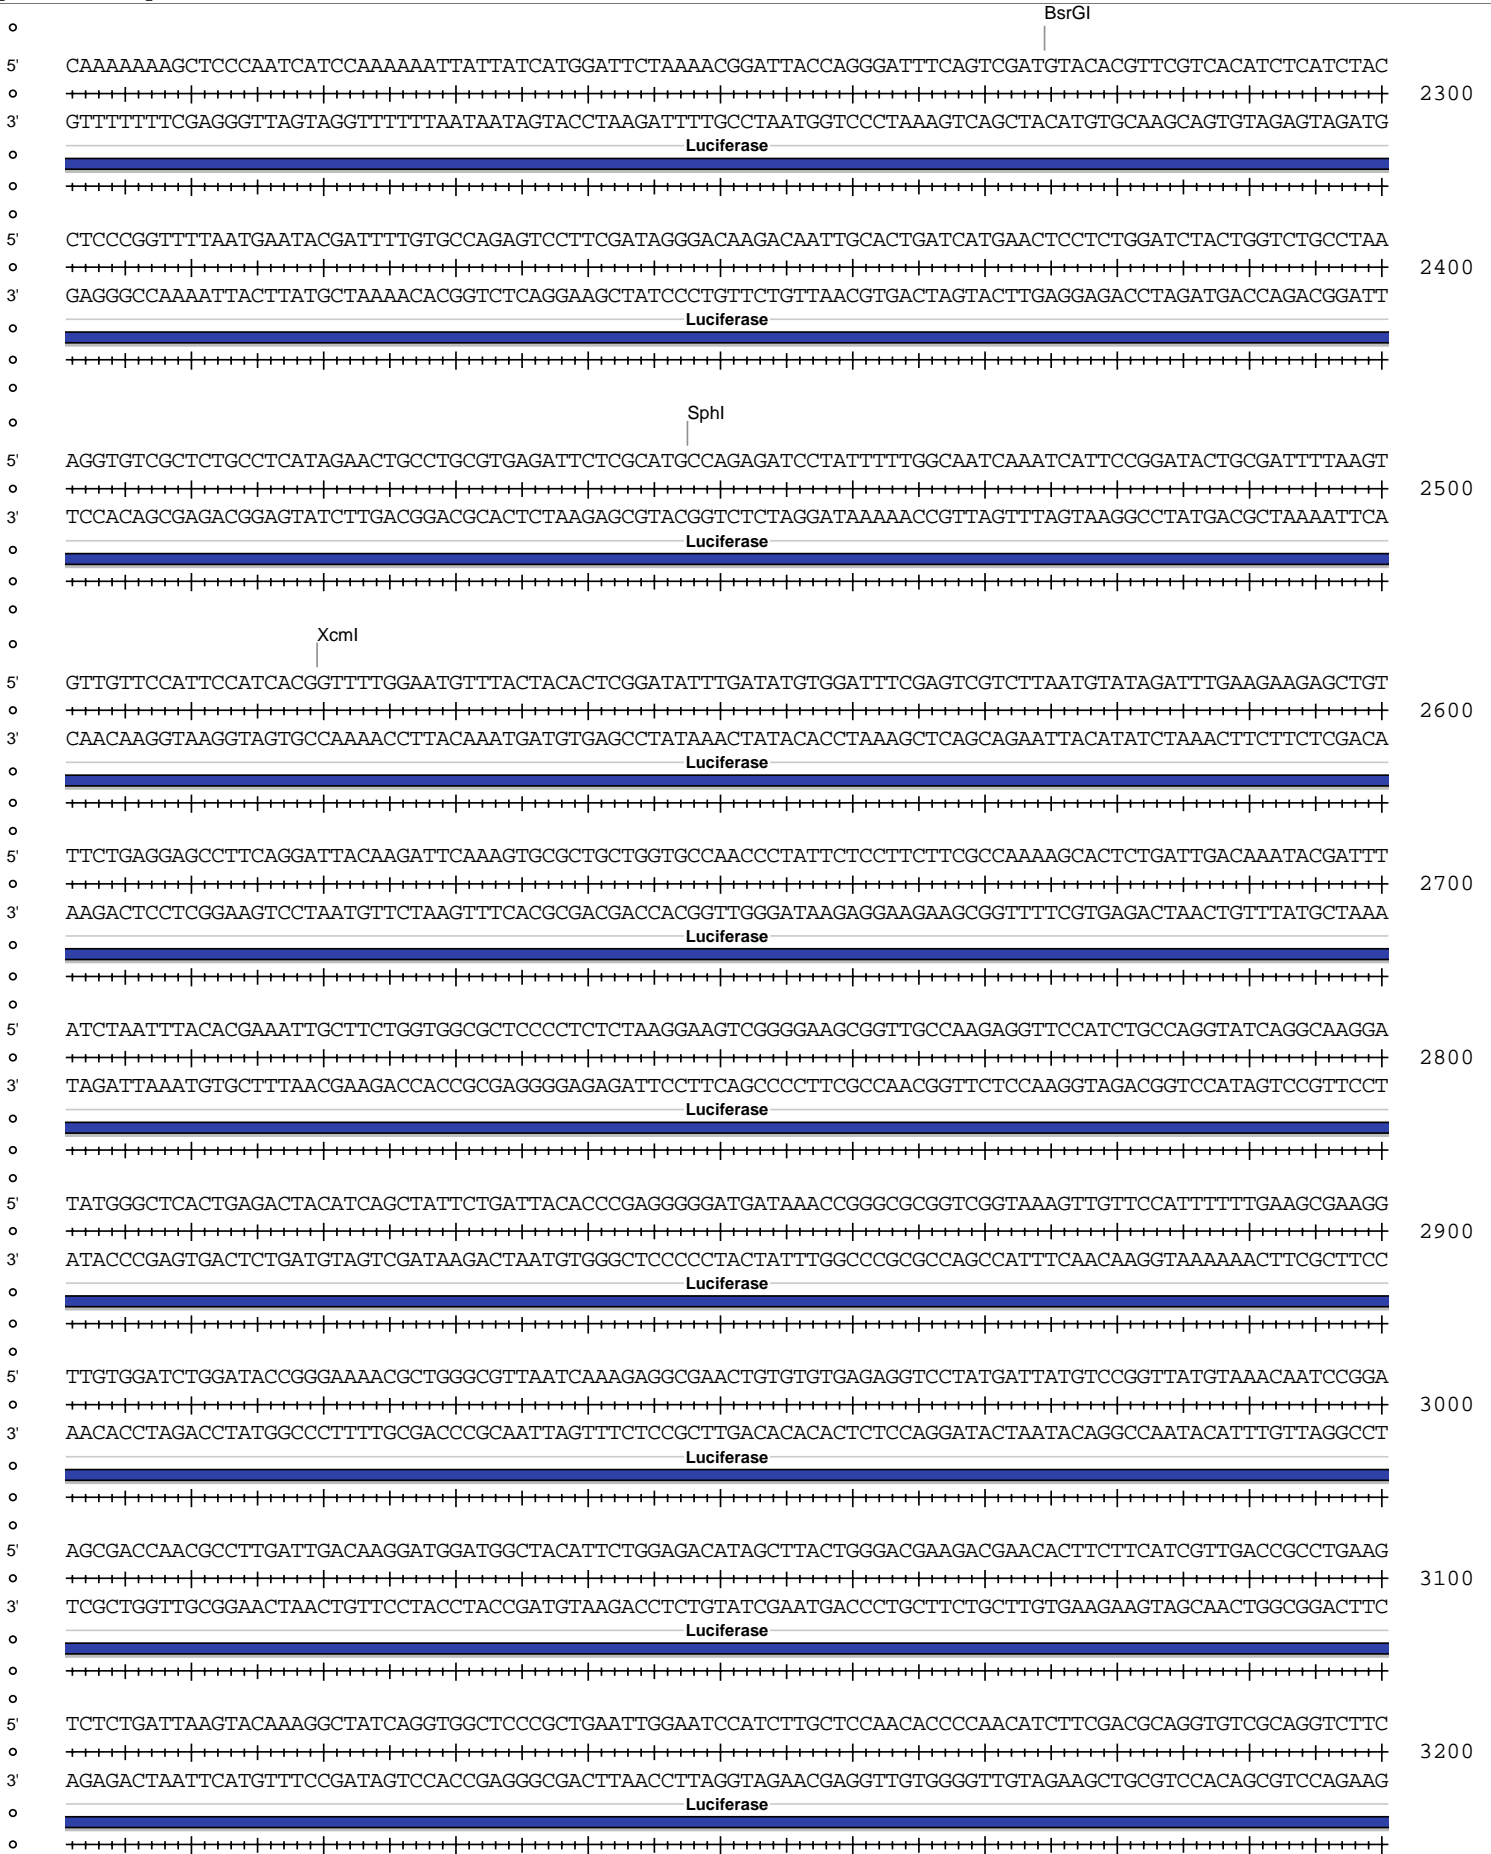 BsrGI
5' CAAAAAAAGCTCCCAATCATCCAAAAAATTATTATCATGGATTCTAAAACGGATTACCAGGGATTTCAGTCGATGTACACGTTCGTCACATCTCATCTAC
2300
3' GTTTTTTTCGAGGGTTAGTAGGTTTTTTAATAATAGTACCTAAGATTTTGCCTAATGGTCCCTAAAGTCAGCTACATGTGCAAGCAGTGTAGAGTAGATG
Luciferase
5' CTCCCGGTTTTAATGAATACGATTTTGTGCCAGAGTCCTTCGATAGGGACAAGACAATTGCACTGATCATGAACTCCTCTGGATCTACTGGTCTGCCTAA
2400
3' GAGGGCCAAAATTACTTATGCTAAAACACGGTCTCAGGAAGCTATCCCTGTTCTGTTAACGTGACTAGTACTTGAGGAGACCTAGATGACCAGACGGATT
Luciferase
SphI
5' AGGTGTCGCTCTGCCTCATAGAACTGCCTGCGTGAGATTCTCGCATGCCAGAGATCCTATTTTTGGCAATCAAATCATTCCGGATACTGCGATTTTAAGT
2500
3' TCCACAGCGAGACGGAGTATCTTGACGGACGCACTCTAAGAGCGTACGGTCTCTAGGATAAAAACCGTTAGTTTAGTAAGGCCTATGACGCTAAAATTCA
Luciferase
XcmI
5' GTTGTTCCATTCCATCACGGTTTTGGAATGTTTACTACACTCGGATATTTGATATGTGGATTTCGAGTCGTCTTAATGTATAGATTTGAAGAAGAGCTGT
2600
3' CAACAAGGTAAGGTAGTGCCAAAACCTTACAAATGATGTGAGCCTATAAACTATACACCTAAAGCTCAGCAGAATTACATATCTAAACTTCTTCTCGACA
Luciferase
5' TTCTGAGGAGCCTTCAGGATTACAAGATTCAAAGTGCGCTGCTGGTGCCAACCCTATTCTCCTTCTTCGCCAAAAGCACTCTGATTGACAAATACGATTT
2700
3' AAGACTCCTCGGAAGTCCTAATGTTCTAAGTTTCACGCGACGACCACGGTTGGGATAAGAGGAAGAAGCGGTTTTCGTGAGACTAACTGTTTATGCTAAA
Luciferase
5' ATCTAATTTACACGAAATTGCTTCTGGTGGCGCTCCCCTCTCTAAGGAAGTCGGGGAAGCGGTTGCCAAGAGGTTCCATCTGCCAGGTATCAGGCAAGGA
2800
3' TAGATTAAATGTGCTTTAACGAAGACCACCGCGAGGGGAGAGATTCCTTCAGCCCCTTCGCCAACGGTTCTCCAAGGTAGACGGTCCATAGTCCGTTCCT
Luciferase
5' TATGGGCTCACTGAGACTACATCAGCTATTCTGATTACACCCGAGGGGGATGATAAACCGGGCGCGGTCGGTAAAGTTGTTCCATTTTTTGAAGCGAAGG
2900
3' ATACCCGAGTGACTCTGATGTAGTCGATAAGACTAATGTGGGCTCCCCCTACTATTTGGCCCGCGCCAGCCATTTCAACAAGGTAAAAAACTTCGCTTCC
Luciferase
5' TTGTGGATCTGGATACCGGGAAAACGCTGGGCGTTAATCAAAGAGGCGAACTGTGTGTGAGAGGTCCTATGATTATGTCCGGTTATGTAAACAATCCGGA
3000
3' AACACCTAGACCTATGGCCCTTTTGCGACCCGCAATTAGTTTCTCCGCTTGACACACACTCTCCAGGATACTAATACAGGCCAATACATTTGTTAGGCCT
Luciferase
5' AGCGACCAACGCCTTGATTGACAAGGATGGATGGCTACATTCTGGAGACATAGCTTACTGGGACGAAGACGAACACTTCTTCATCGTTGACCGCCTGAAG
3100
3' TCGCTGGTTGCGGAACTAACTGTTCCTACCTACCGATGTAAGACCTCTGTATCGAATGACCCTGCTTCTGCTTGTGAAGAAGTAGCAACTGGCGGACTTC
Luciferase
5' TCTCTGATTAAGTACAAAGGCTATCAGGTGGCTCCCGCTGAATTGGAATCCATCTTGCTCCAACACCCCAACATCTTCGACGCAGGTGTCGCAGGTCTTC
3200
3' AGAGACTAATTCATGTTTCCGATAGTCCACCGAGGGCGACTTAACCTTAGGTAGAACGAGGTTGTGGGGTTGTAGAAGCTGCGTCCACAGCGTCCAGAAG
Luciferase